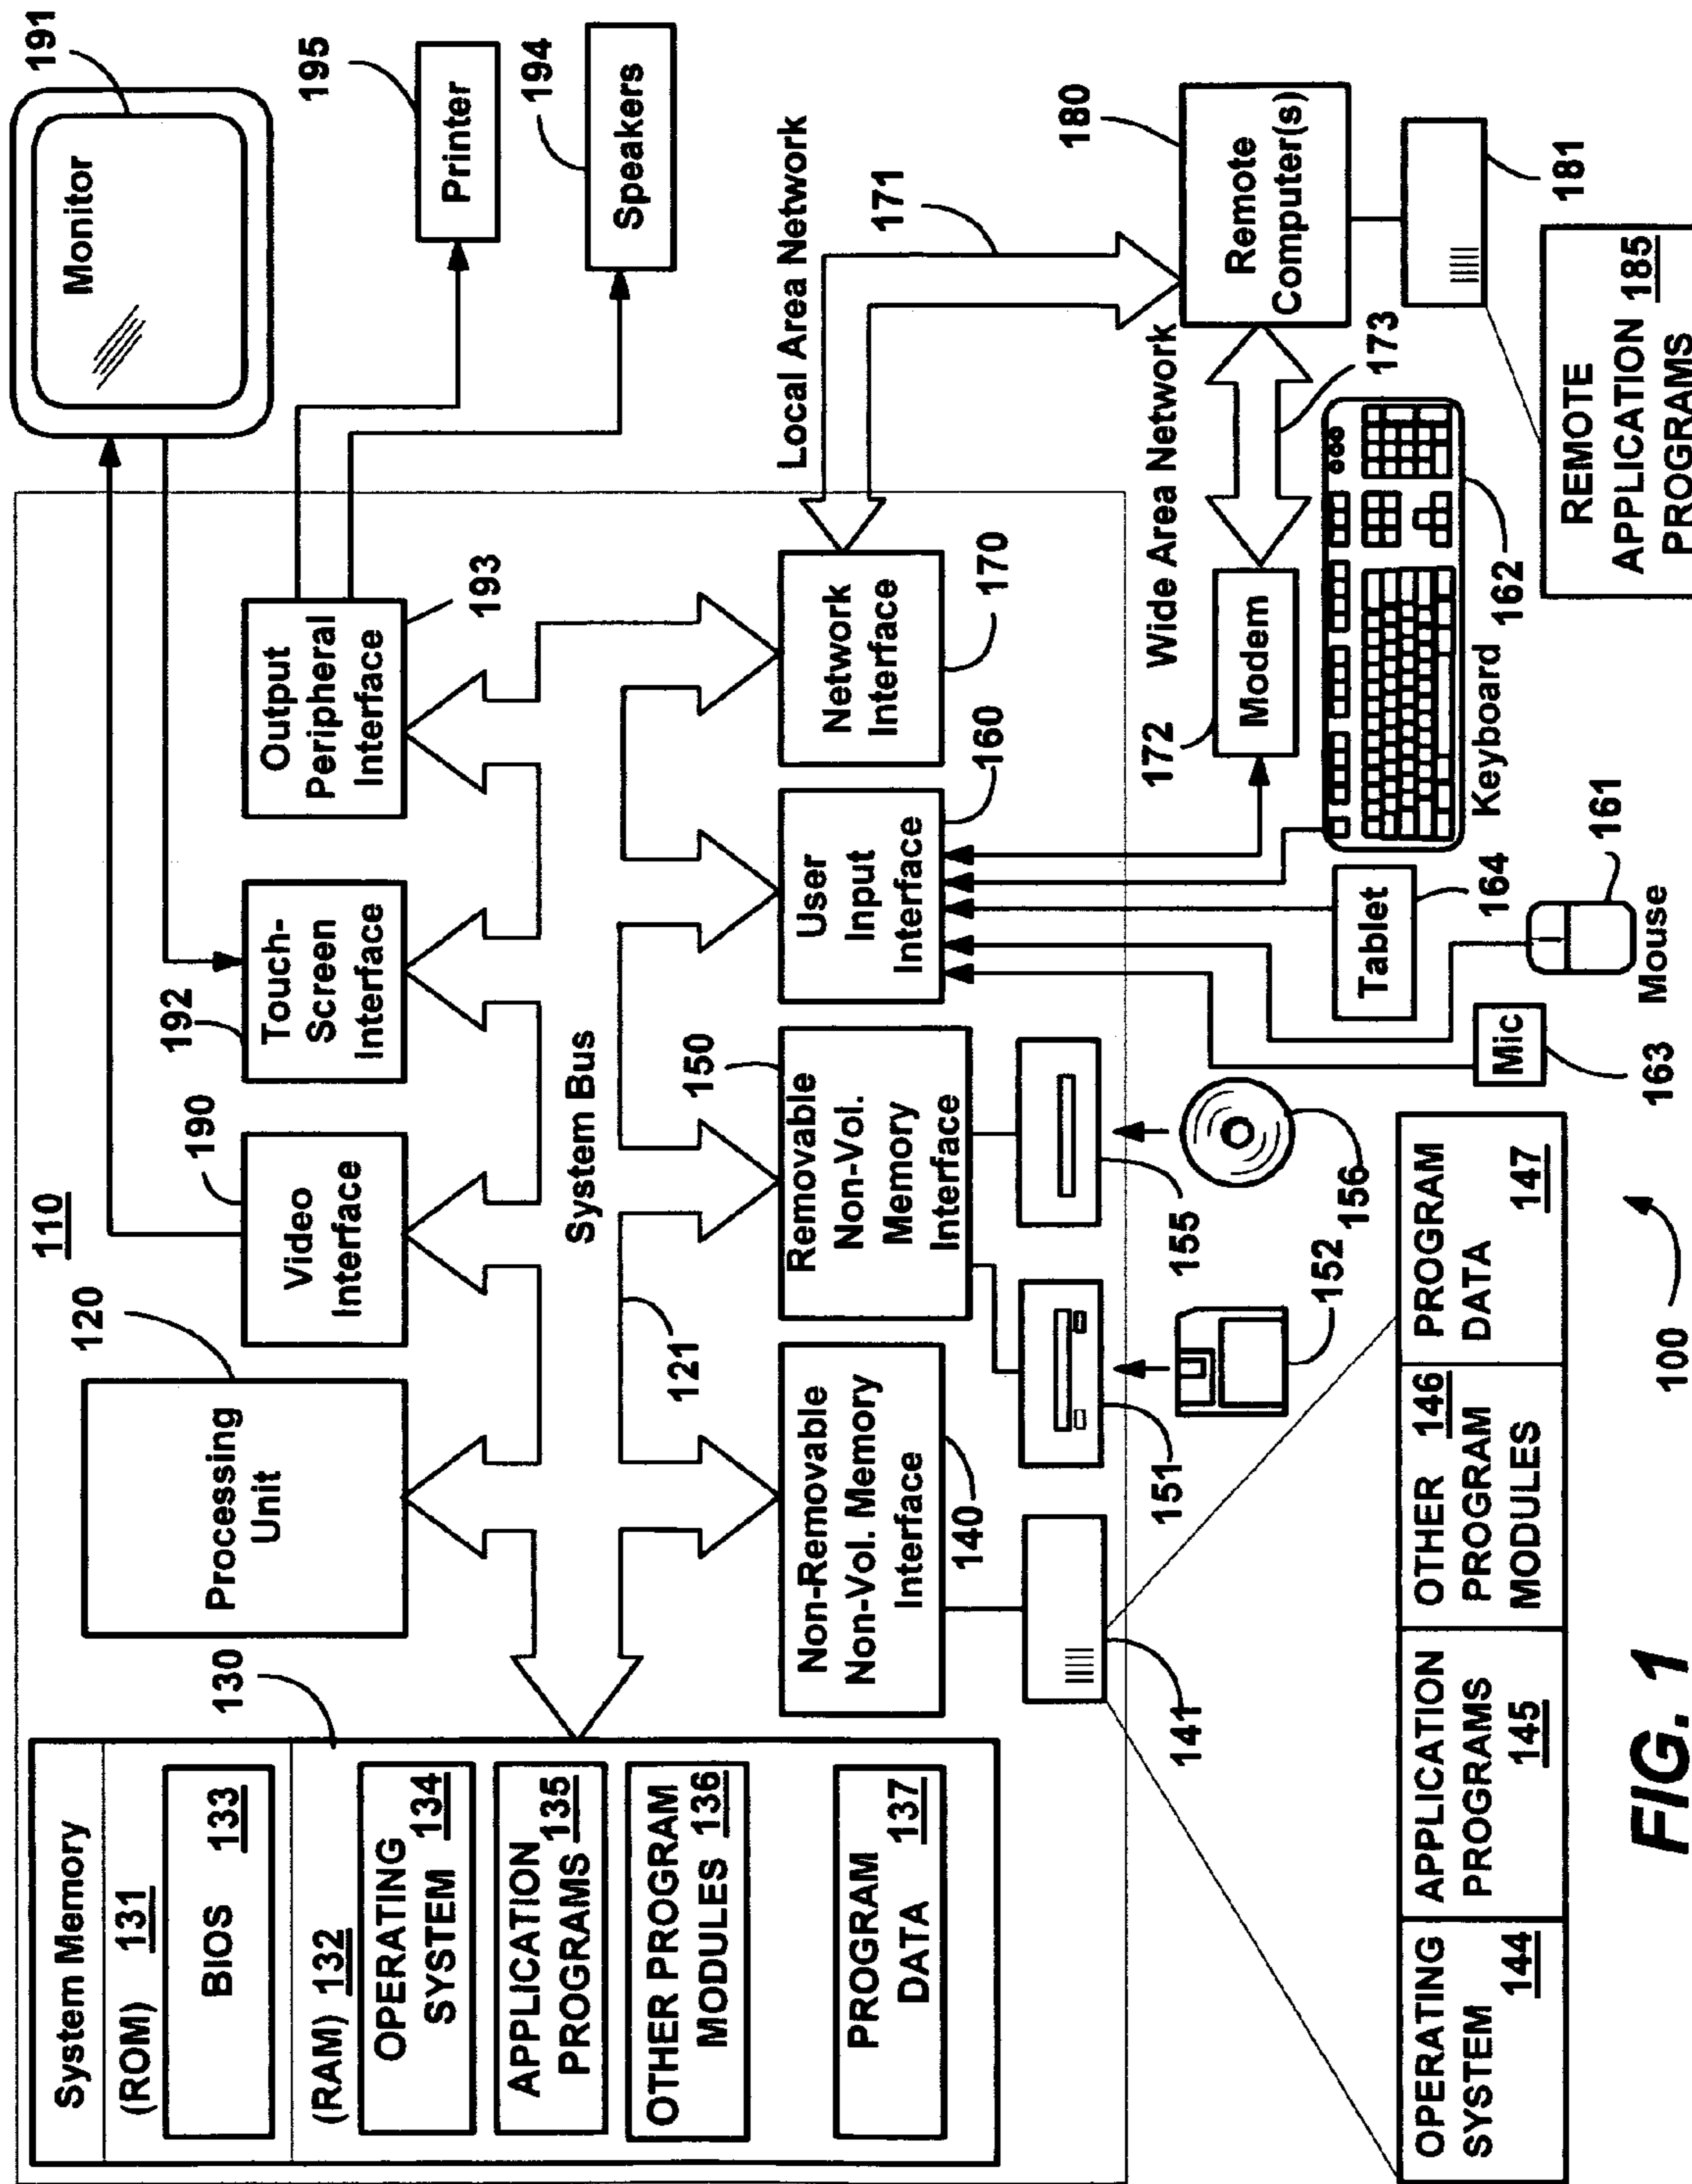 System Memory
(ROM) 131
BIOS 133
(RAM) 132
OPERATING
SYSTEM 134
APPLICATION
PROGRAMS 135
OTHER PROGRAM
MODULES 136
PROGRAM
DATA 137
130
110
Processing
Unit
120
Video
Interface
190
Touch-
Screen
Interface
192
Output
Peripheral
Interface
193
Monitor
191
Printer
195
Speakers
194
System Bus
121
Non-Removable
Non-Vol. Memory
Interface
140
Removable
Non-Vol.
Memory
Interface
150
User
Input
Interface
160
Network
Interface
170
Local Area Network
171
141
151
152
155
156
Wide Area Network
173
Modem
172
Remote
Computer(s)
180
181
REMOTE
APPLICATION 185
PROGRAMS
Keyboard
162
Tablet
164
Mouse
161
Mic
163
OPERATING
SYSTEM
144
APPLICATION
PROGRAMS
145
OTHER 146
PROGRAM
MODULES
PROGRAM
DATA
147
100
FIG. 1